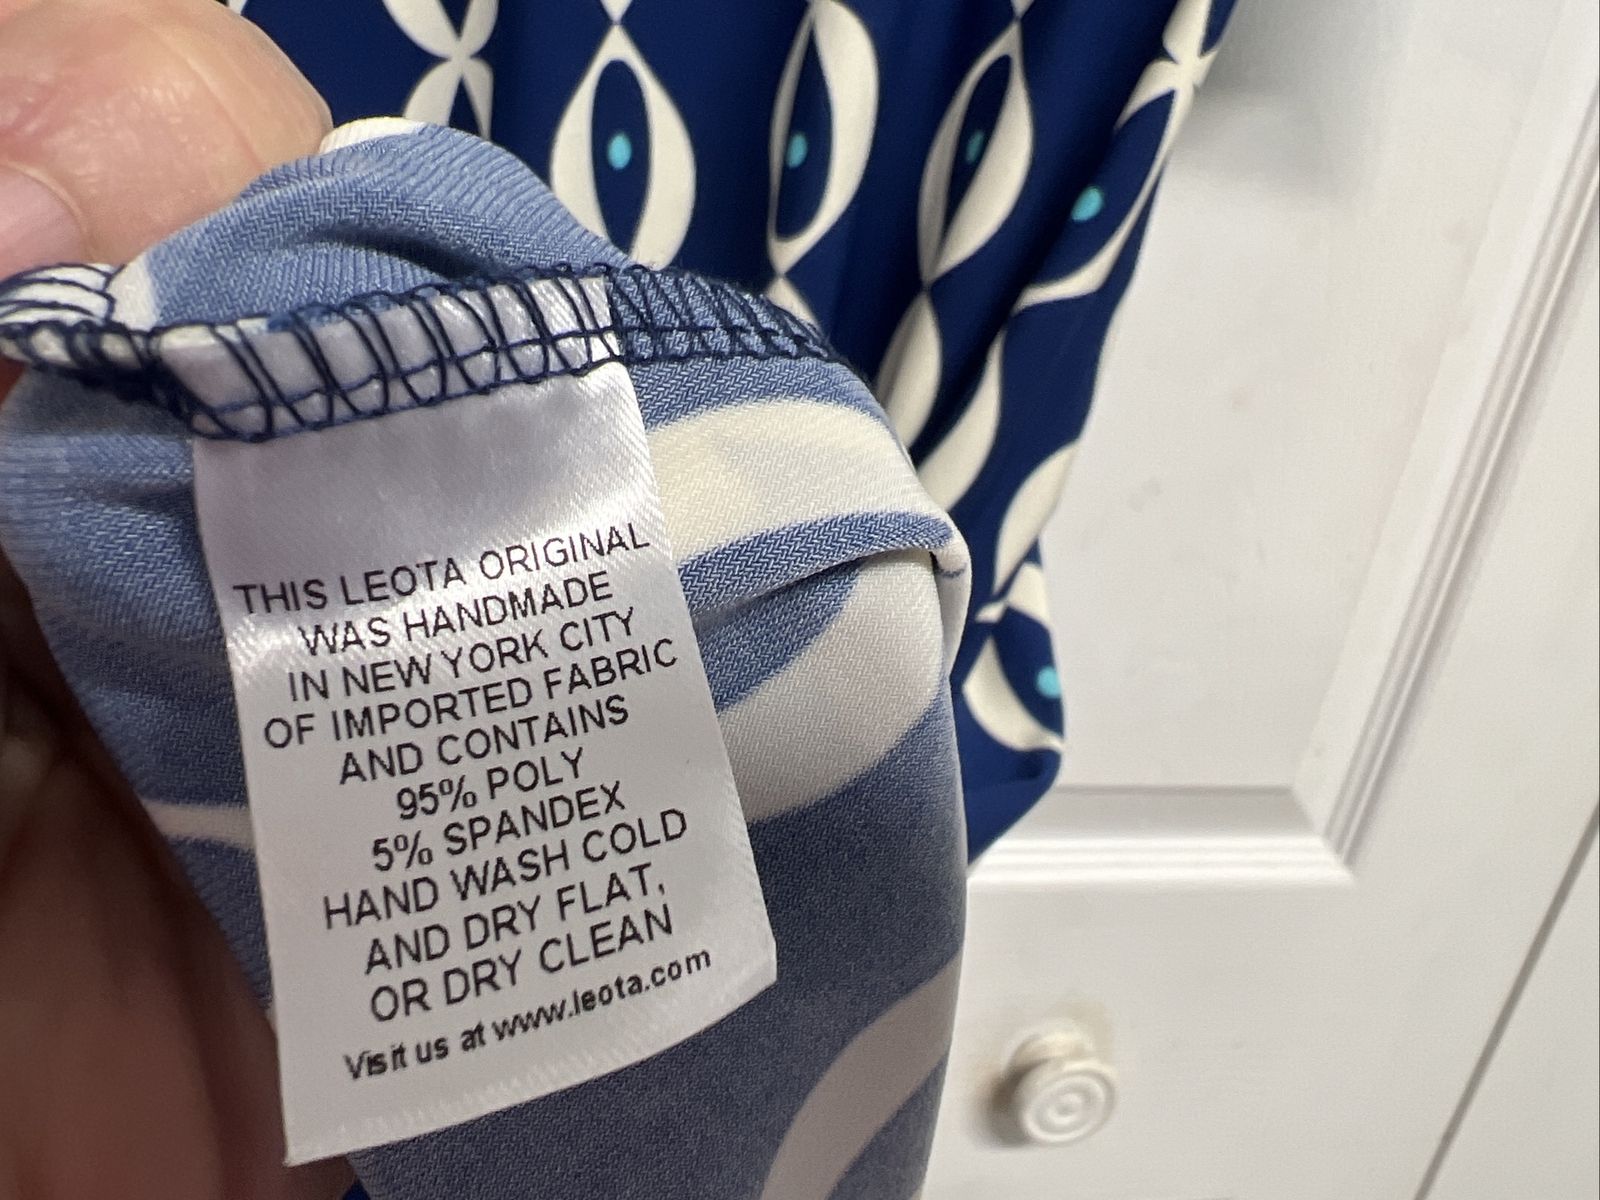 THIS LEOTA ORIGINAL
WAS HANDMADE
IN NEW YORK CITY
OF IMPORTED FABRIC
AND CONTAINS
95% POLY
5% SPANDEX
HAND WASH COLD
AND DRY FLAT,
OR DRY CLEAN
Visit us at www.leota.com